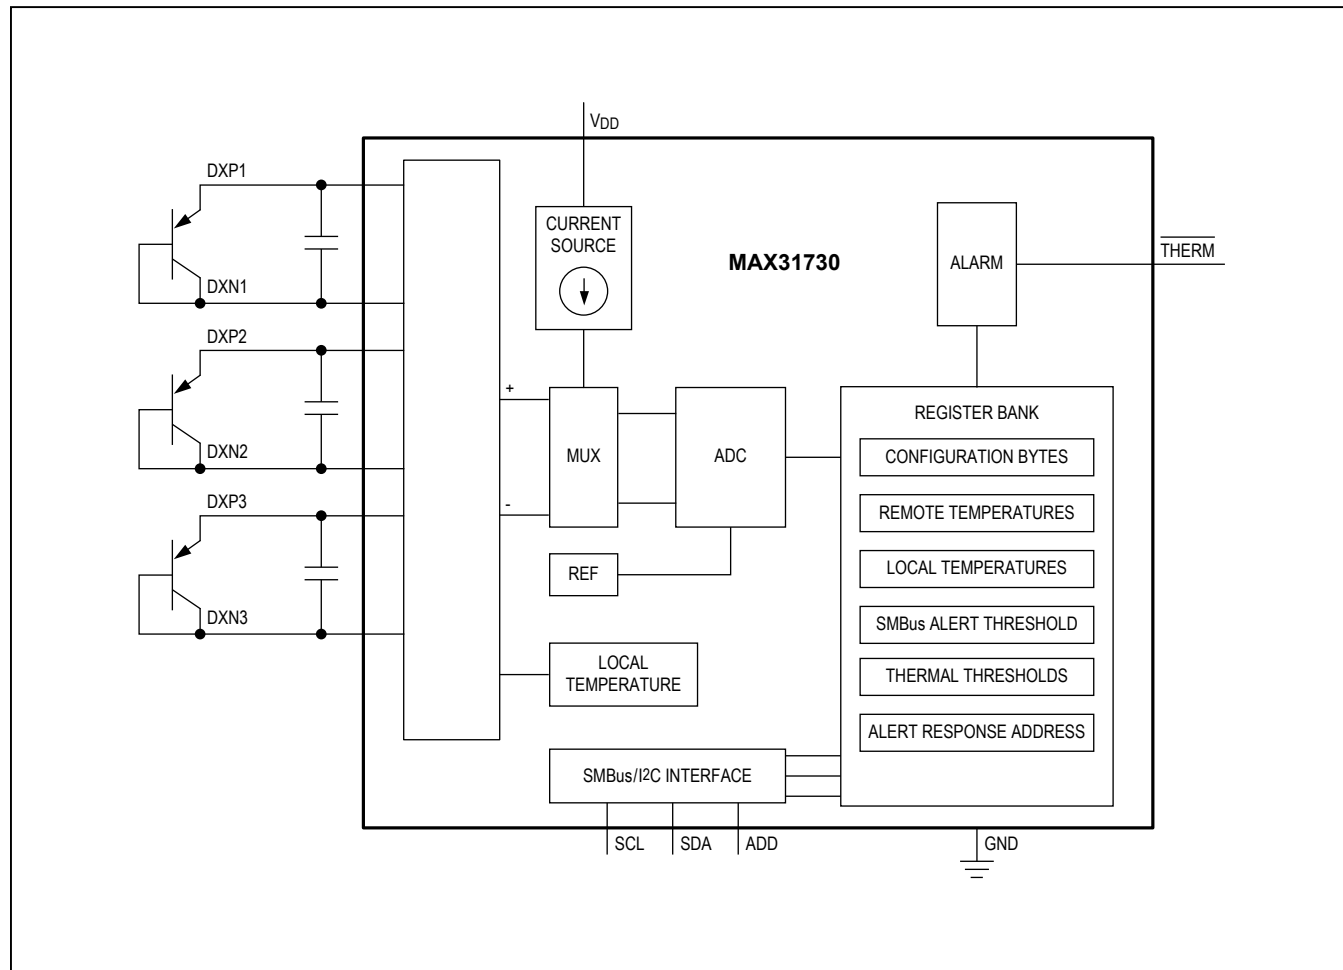 VDD
DXP1
DXN1
DXP2
DXN2
DXP3
DXN3
CURRENT
SOURCE
MAX31730
ALARM
THERM
+
-
MUX
ADC
REF
LOCAL
TEMPERATURE
REGISTER BANK
CONFIGURATION BYTES
REMOTE TEMPERATURES
LOCAL TEMPERATURES
SMBus ALERT THRESHOLD
THERMAL THRESHOLDS
ALERT RESPONSE ADDRESS
SMBus/I2C INTERFACE
SCL
SDA
ADD
GND